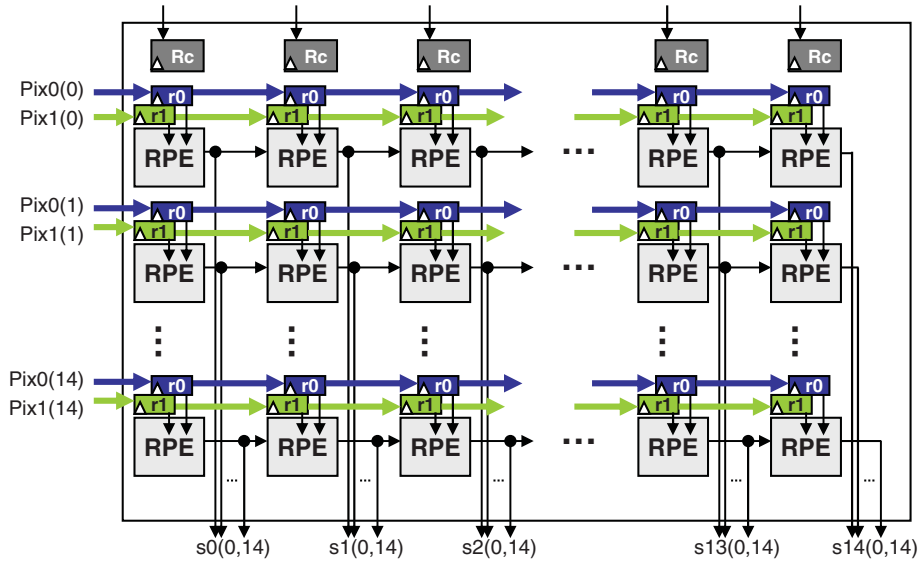 Rc Rc Rc Rc Rc
Pix0(0) r0 r0 r0 r0 r0
Pix1(0) r1 r1 r1 r1 r1
RPE RPE RPE ... RPE RPE
Pix0(1) r0 r0 r0 r0 r0
Pix1(1) r1 r1 r1 r1 r1
RPE RPE RPE ... RPE RPE
Pix0(14) r0 r0 r0 r0 r0
Pix1(14) r1 r1 r1 r1 r1
RPE RPE RPE ... RPE RPE
... ... ... ... ...
s0(0,14) s1(0,14) s2(0,14) s13(0,14) s14(0,14)